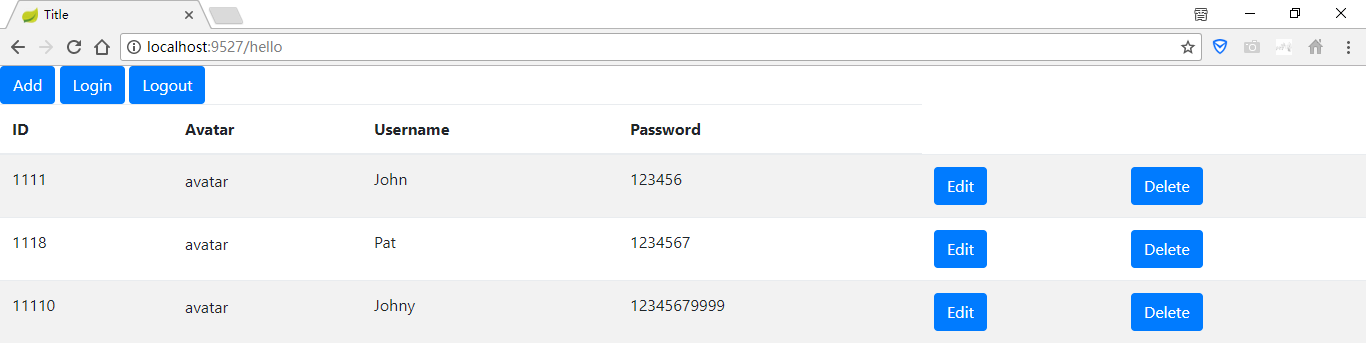 Title
localhost:9527/hello
Add Login Logout
ID Avatar Username Password
1111 avatar John 123456 Edit Delete
1118 avatar Pat 1234567 Edit Delete
11110 avatar Johny 12345679999 Edit Delete